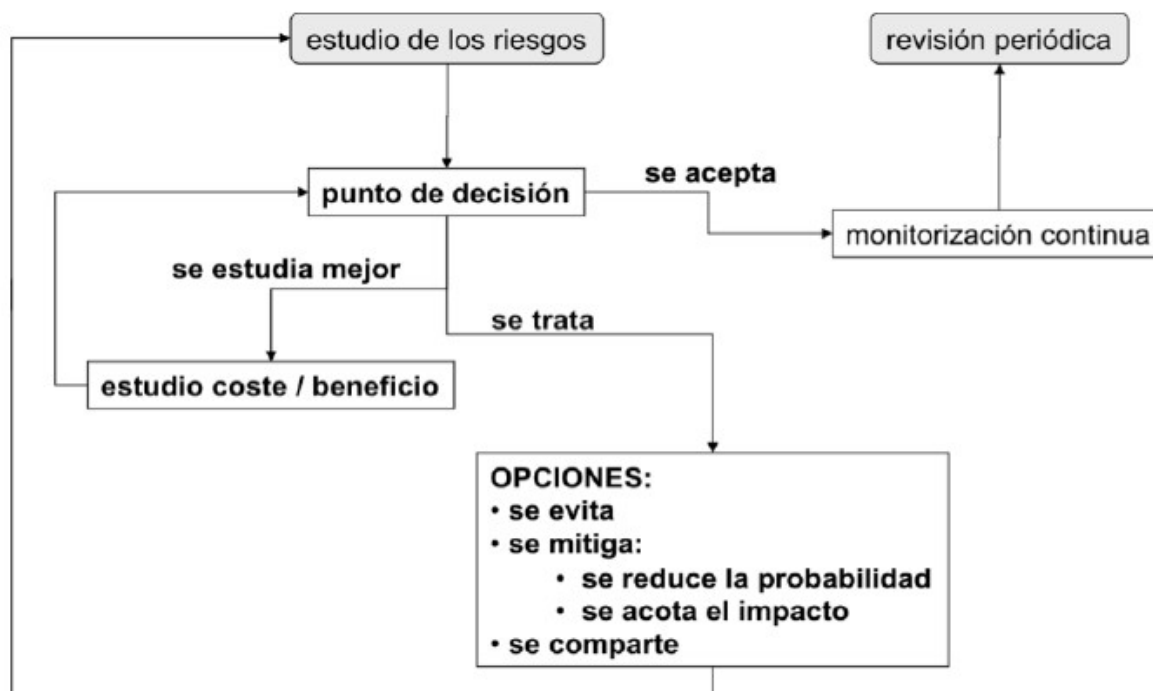 estudio de los riesgos
revisión periódica
punto de decisión
se acepta
monitorización continua
se estudia mejor
se trata
estudio coste / beneficio
OPCIONES:
• se evita
• se mitiga:
• se reduce la probabilidad
• se acota el impacto
• se comparte